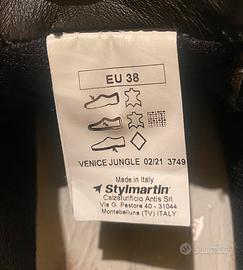 EU 38
VENICE JUNGLE 02/21 3749
Made in Italy
Stylmartin®
Calzaturificio Antis Srl
Via G. Pastore 40 - 31044
Montebelluna (TV) ITALY
subito